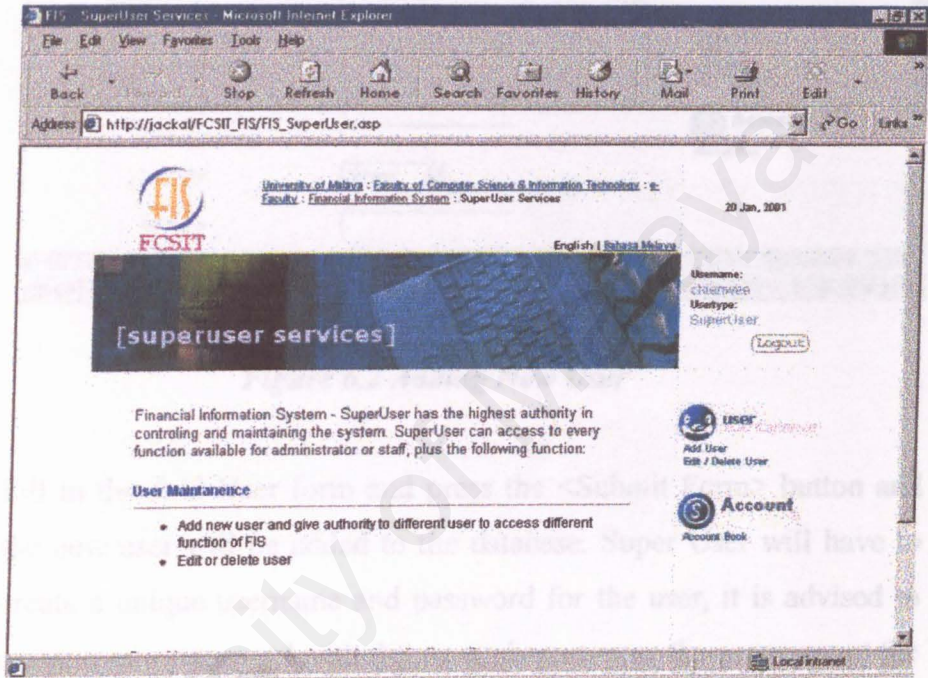 FIS - SuperUser Services - Microsoft Internet Explorer
File Edit View Favorites Tools Help
Back Forward Stop Refresh Home Search Favorites History Mail Print Edit »
Address http://jackal/FCSIT_FIS/FIS_SuperUser.asp Go Links »
FIS
FCSIT
University of Malaya : Faculty of Computer Science & Information Technology : e-
Faculty : Financial Information System : SuperUser Services
20 Jan, 2001
English | Bahasa Melayu
Username:
chienwee
Usertype:
SuperUser
Logout
[superuser services]
Financial Information System - SuperUser has the highest authority in
controling and maintaining the system. SuperUser can access to every
function available for administrator or staff, plus the following function:
User Maintanence
• Add new user and give authority to different user to access different
function of FIS
• Edit or delete user
user
Add User
Edit / Delete User
Account
Account Book
Local intranet